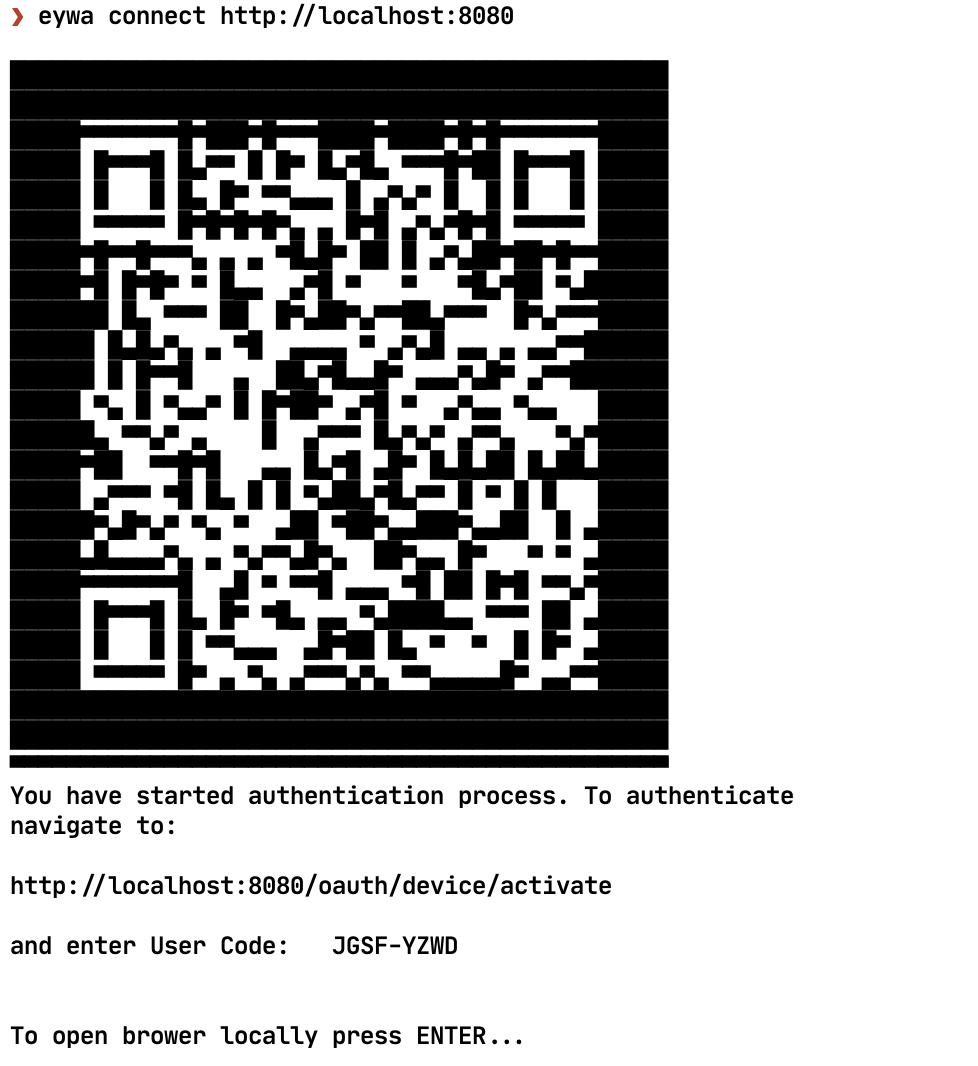 ❯ eywa connect http://localhost:8080
You have started authentication process. To authenticate
navigate to:
http://localhost:8080/oauth/device/activate
and enter User Code:   JGSF-YZWD
To open brower locally press ENTER...